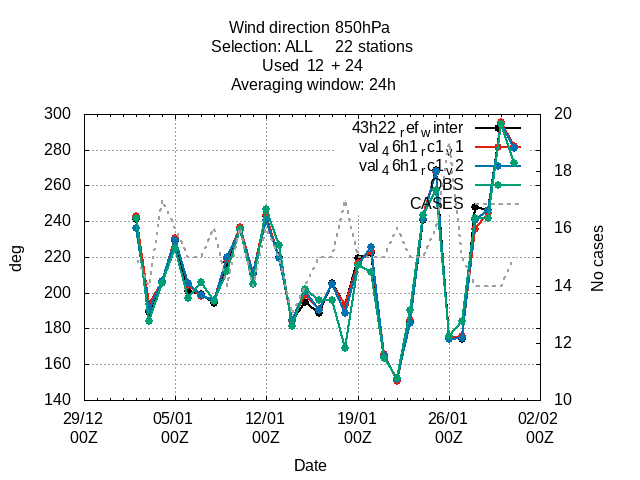 Wind direction 850hPa
Selection: ALL 22 stations
Used 12 + 24
Averaging window: 24h
43h22_ref_winter
val_46h1_rc1_v1
val_46h1_rc1_v2
OBS
CASES
300
280
260
240
220
200
180
160
140
deg
20
18
16
14
12
10
No cases
29/12 05/01 12/01 19/01 26/01 02/02
00Z 00Z 00Z 00Z 00Z 00Z
Date